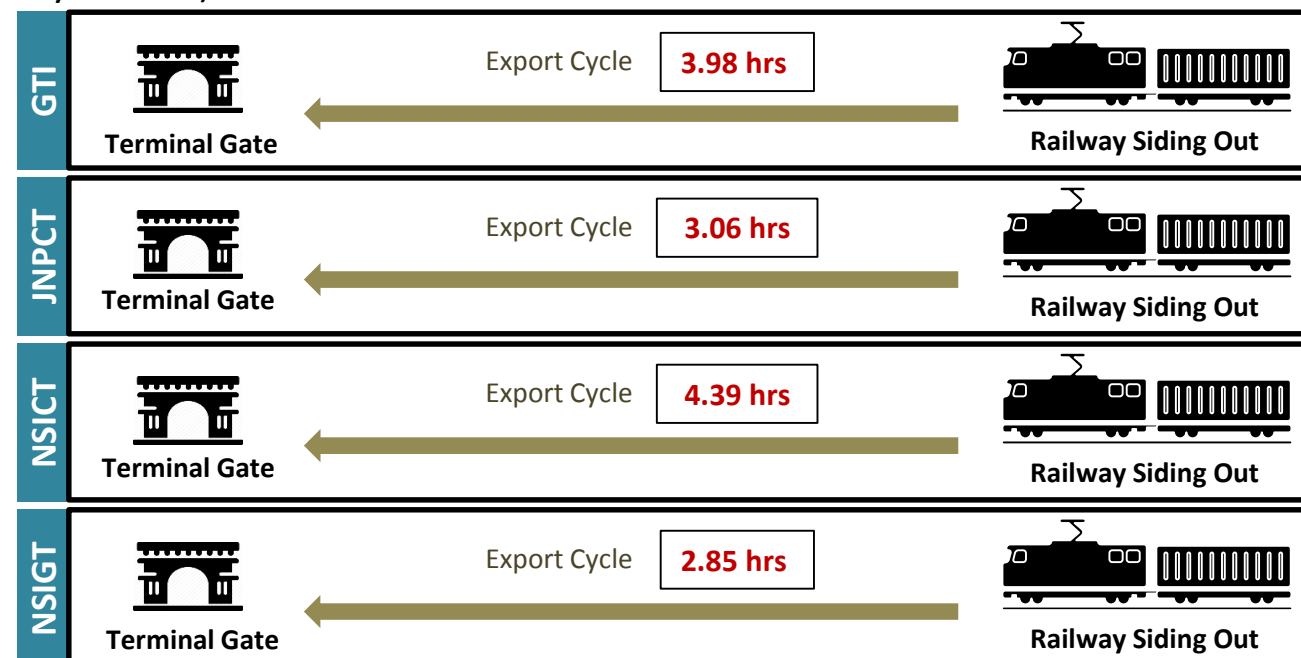 GTI
Export Cycle 3.98 hrs
Terminal Gate Railway Siding Out
JNPCT
Export Cycle 3.06 hrs
Terminal Gate Railway Siding Out
NSICT
Export Cycle 4.39 hrs
Terminal Gate Railway Siding Out
NSIGT
Export Cycle 2.85 hrs
Terminal Gate Railway Siding Out